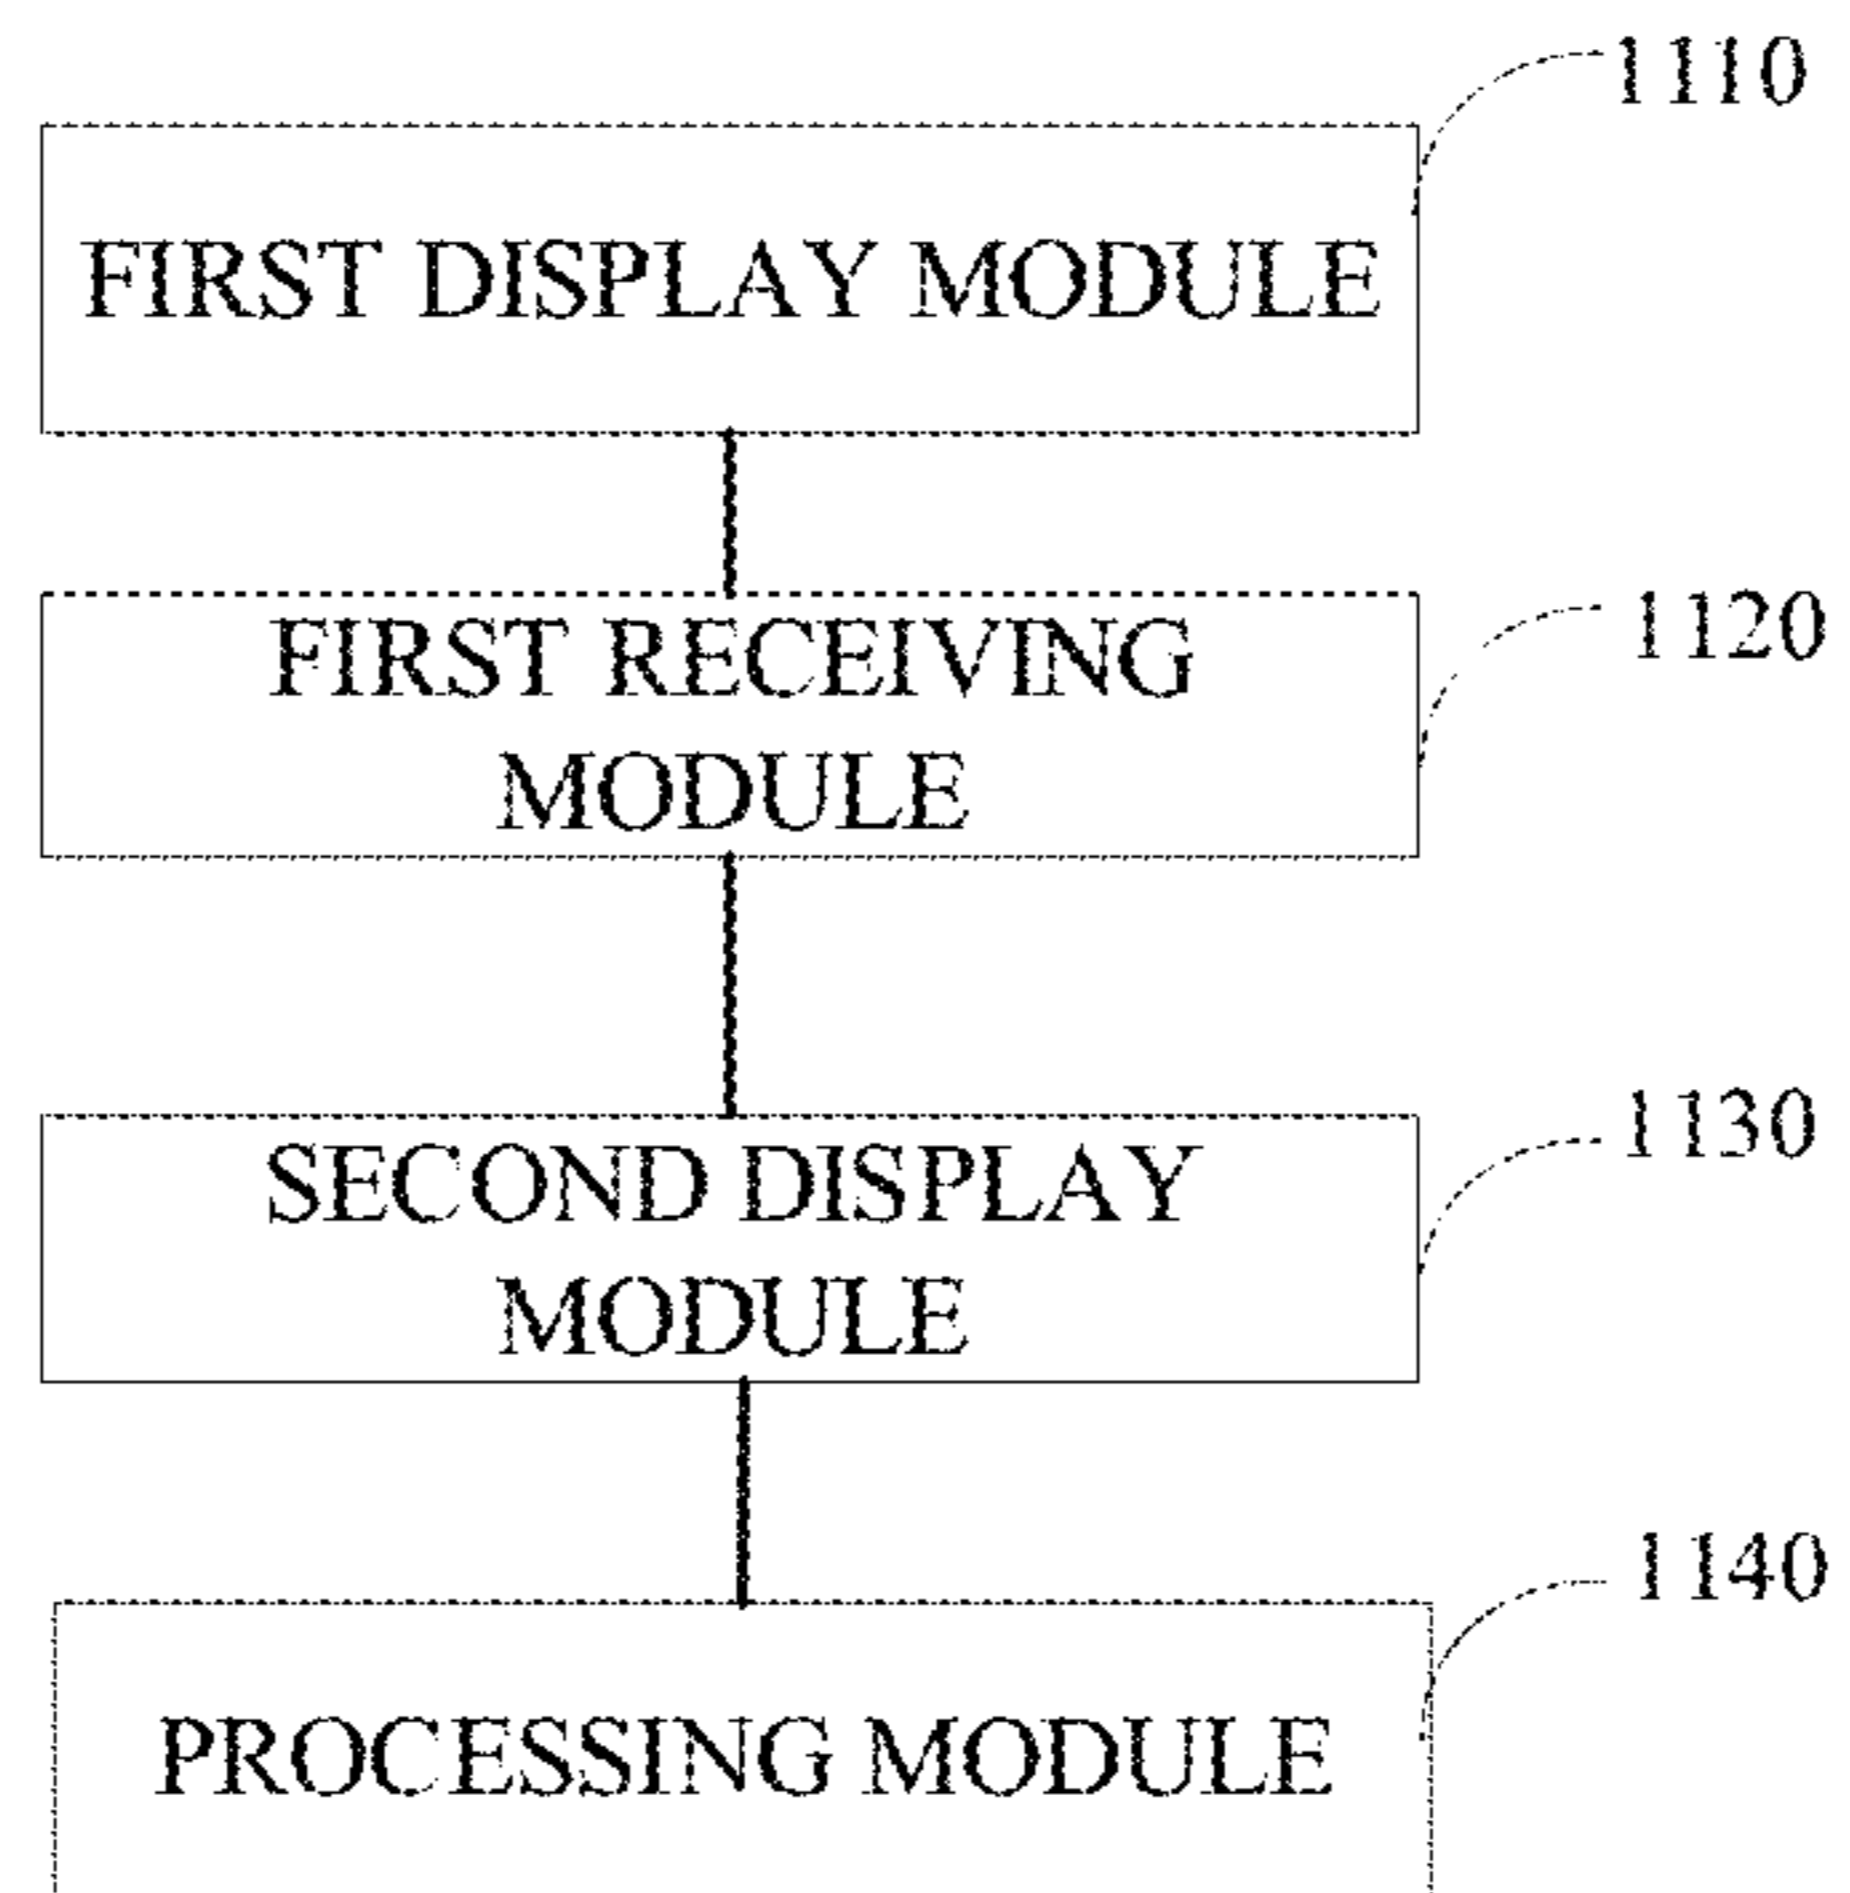 1110
FIRST DISPLAY MODULE
1120
FIRST RECEIVING
MODULE
1130
SECOND DISPLAY
MODULE
1140
PROCESSING MODULE